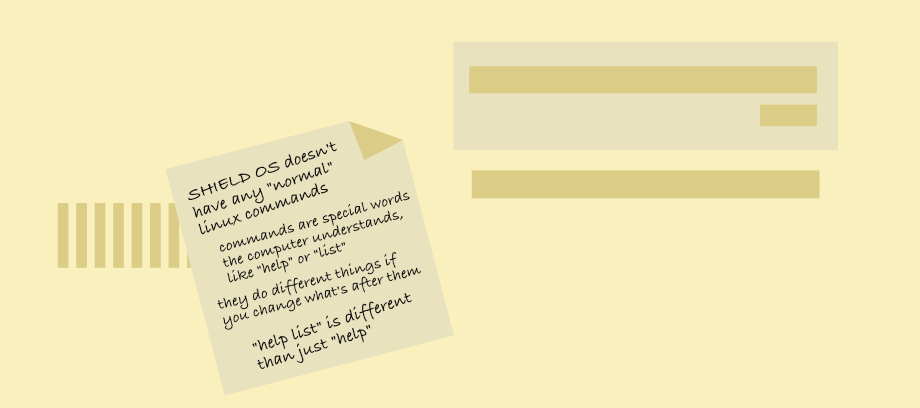 SHIELD OS doesn't
have any "normal"
linux commands
commands are special words
the computer understands,
like "help" or "list"
they do different things if
you change what's after them
"help list" is different
than just "help"